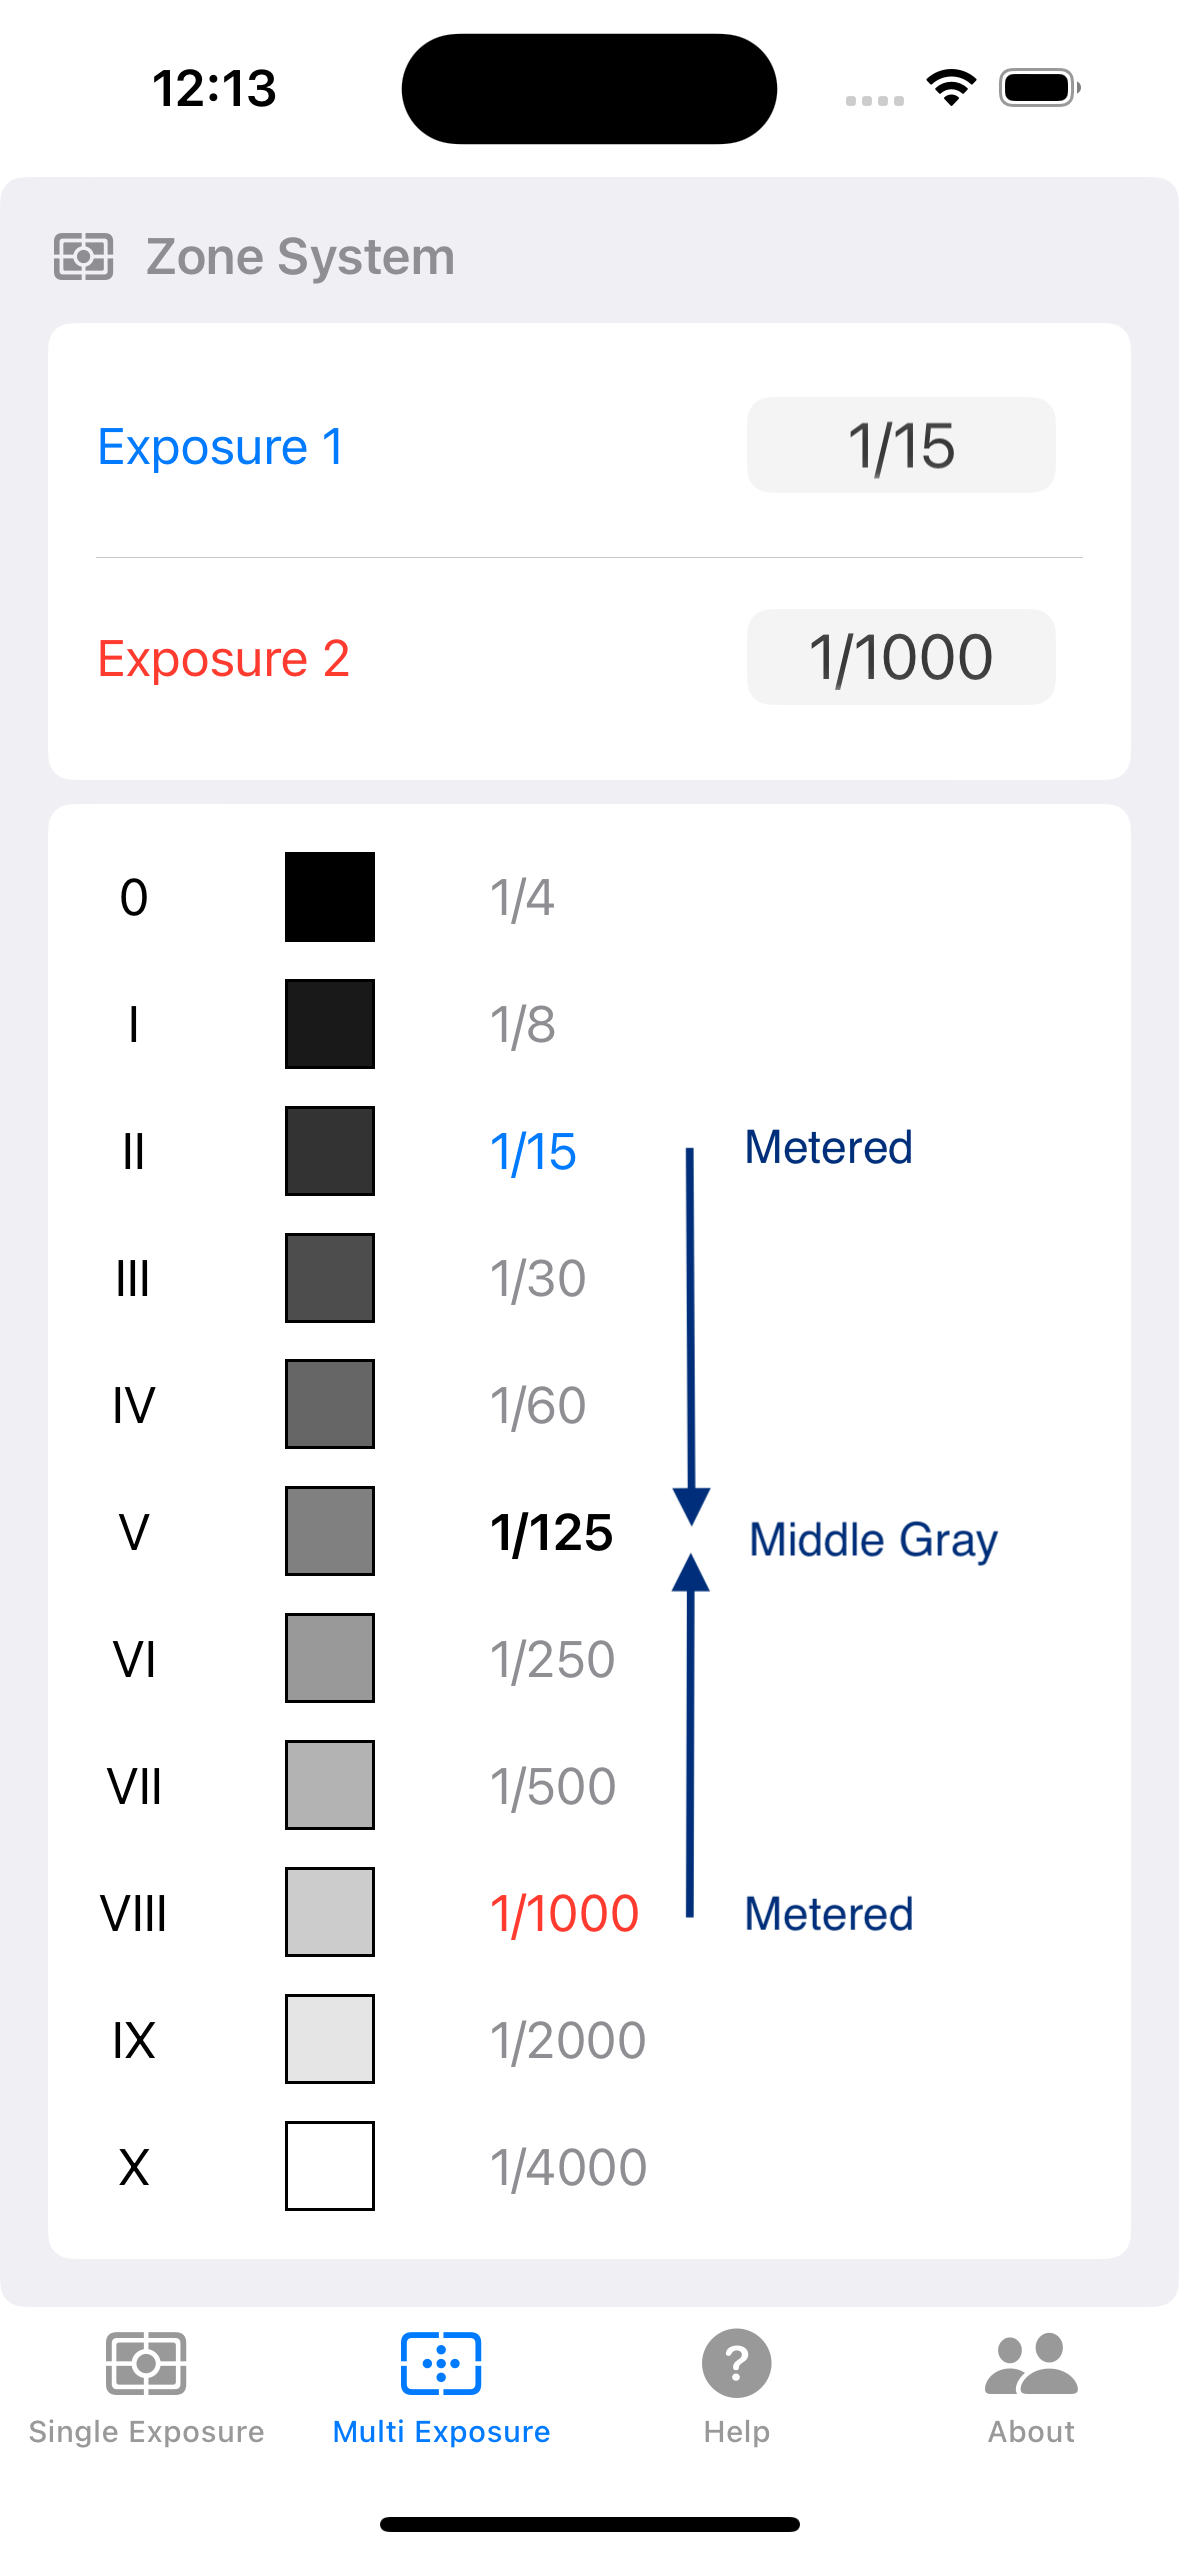 12:13
Zone System
Exposure 1 1/15
Exposure 2 1/1000
0 1/4
I 1/8
II 1/15 Metered
III 1/30
IV 1/60
V 1/125 Middle Gray
VI 1/250
VII 1/500
VIII 1/1000 Metered
IX 1/2000
X 1/4000
Single Exposure Multi Exposure Help About